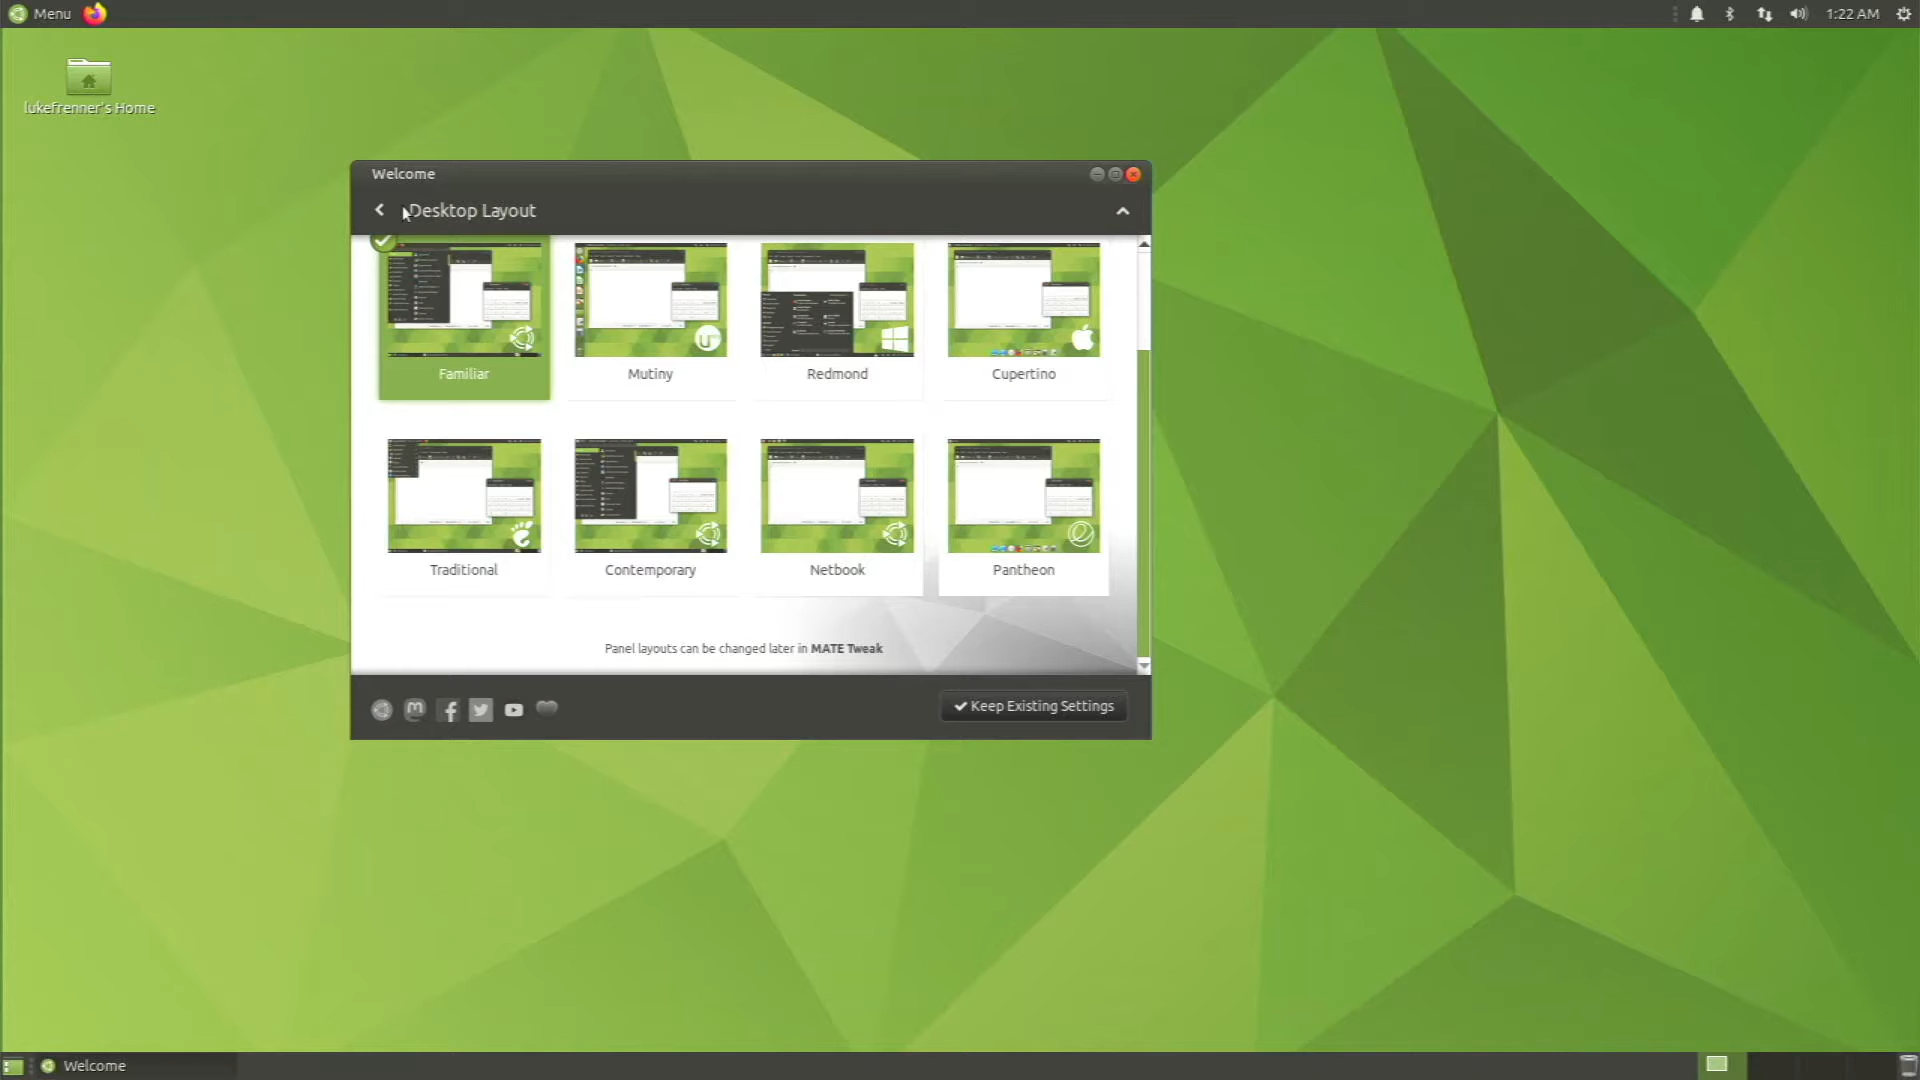 Menu
1:22 AM
lukefrenner's Home
Welcome
Desktop Layout
Familiar
Mutiny
Redmond
Cupertino
Traditional
Contemporary
Netbook
Pantheon
Panel layouts can be changed later in MATE Tweak
Keep Existing Settings
Welcome